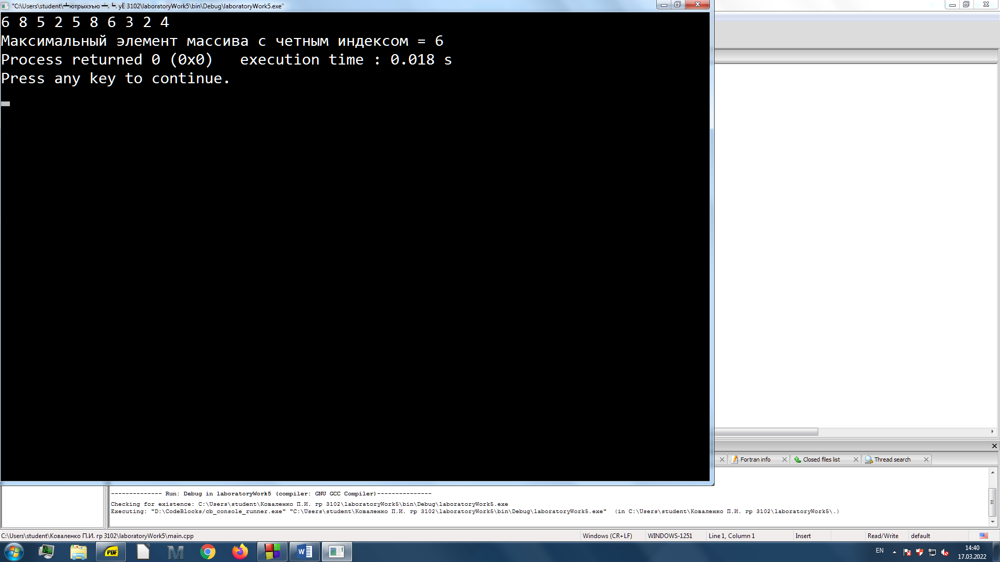 "C:\Users\student\┻ютрыхэъю ┻. ┗. уЁ 3102\laboratoryWork5\bin\Debug\laboratoryWork5.exe"
6 8 5 2 5 8 6 3 2 4
Максимальный элемент массива с четным индексом = 6
Process returned 0 (0x0)   execution time : 0.018 s
Press any key to continue.
Fortran info
Closed files list
Thread search
-------------- Run: Debug in laboratoryWork5 (compiler: GNU GCC Compiler)---------------
Checking for existence: C:\Users\student\Коваленко П.И. гр 3102\laboratoryWork5\bin\Debug\laboratoryWork5.exe
Executing: "D:\CodeBlocks/cb_console_runner.exe" "C:\Users\student\Коваленко П.И. гр 3102\laboratoryWork5\bin\Debug\laboratoryWork5.exe"  (in C:\Users\student\Коваленко П.И. гр 3102\laboratoryWork5\.)
C:\Users\student\Коваленко П.И. гр 3102\laboratoryWork5\main.cpp
Windows (CR+LF)
WINDOWS-1251
Line 1, Column 1
Insert
Read/Write
default
PDF
EN
14:40
17.03.2022